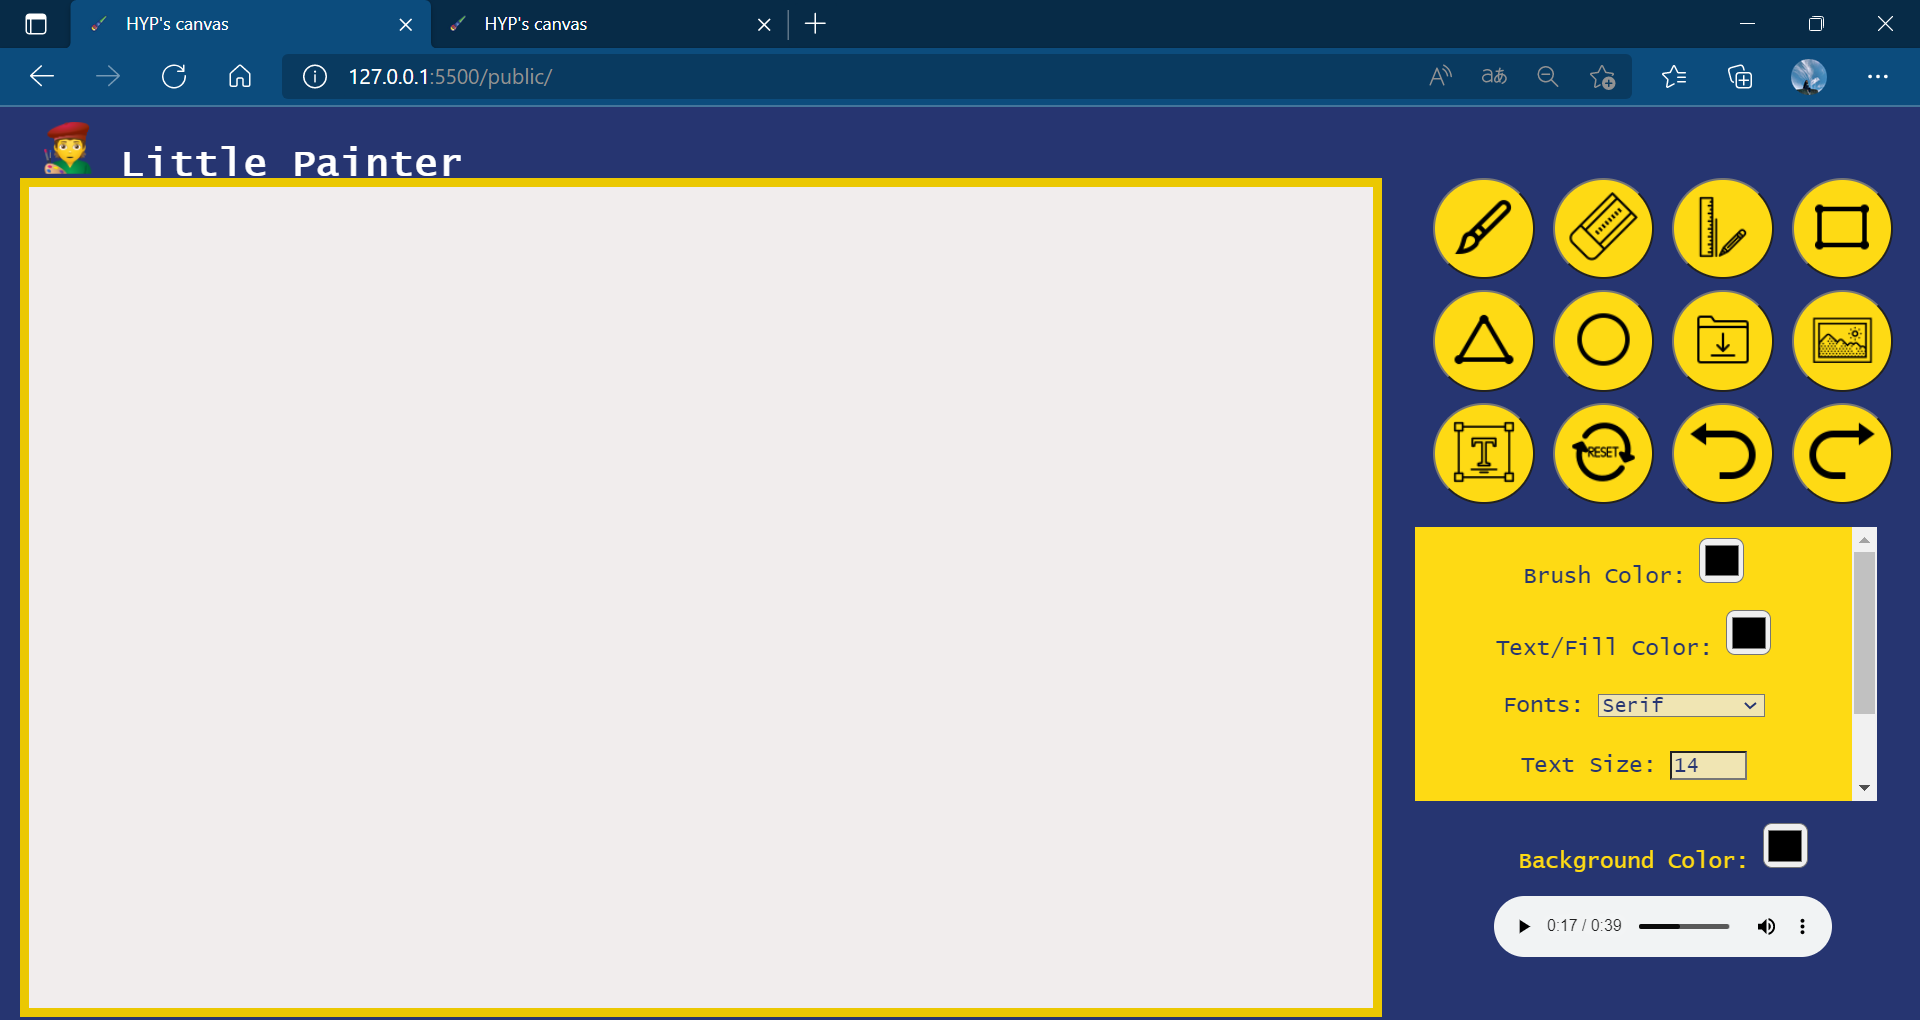 HYP's canvas
HYP's canvas
127.0.0.1:5500/public/
Little Painter
T
RESET
Brush Color:
Text/Fill Color:
Fonts: Serif
Text Size: 14
Background Color:
0:17 / 0:39